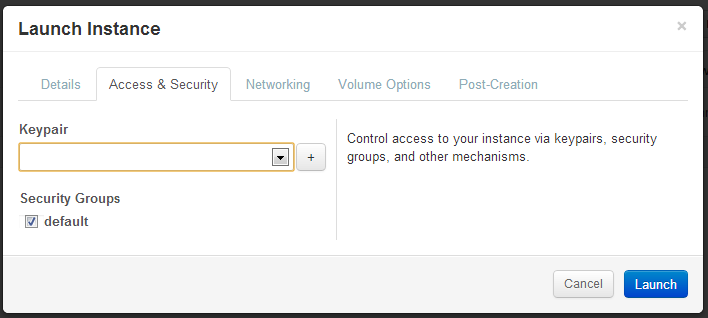 Launch Instance
×
Details Access & Security Networking Volume Options Post-Creation
Keypair
+
Control access to your instance via keypairs, security
groups, and other mechanisms.
Security Groups
default
Cancel Launch